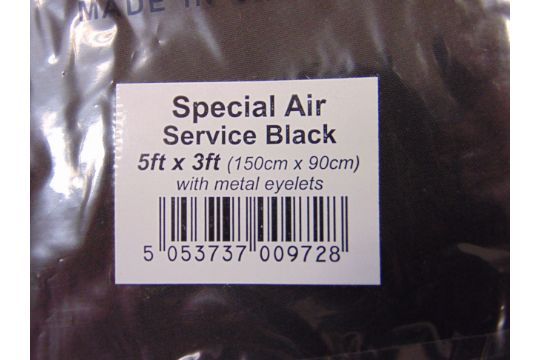 MADE IN
Special Air
Service Black
5ft x 3ft (150cm x 90cm)
with metal eyelets
5 053737 009728